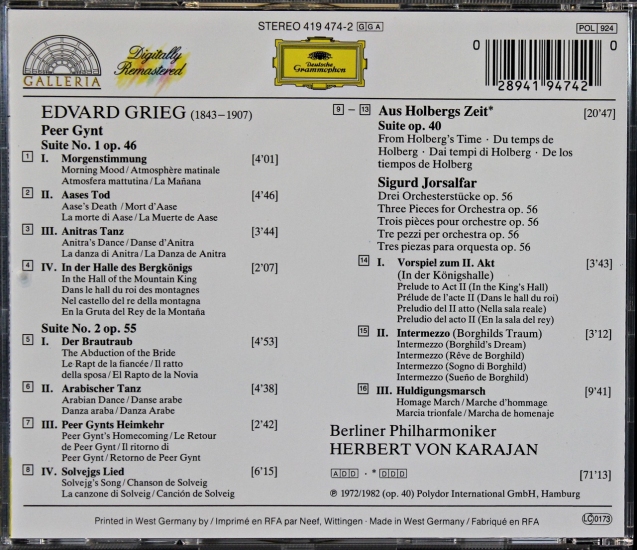 STEREO 419 474-2 GGA
POL 924
GALLERIA
Digitally
Remastered
Deutsche
Grammophon
0 28941 94742 0
EDVARD GRIEG (1843–1907)
Peer Gynt
Suite No. 1 op. 46
1 I. Morgenstimmung [4'01]
Morning Mood / Atmosphère matinale
Atmosfera mattutina / La Mañana
2 II. Aases Tod [4'46]
Aase's Death / Mort d'Aase
La morte di Aase / La Muerte de Aase
3 III. Anitras Tanz [3'44]
Anitra's Dance / Danse d'Anitra
La danza di Anitra / La Danza de Anitra
4 IV. In der Halle des Bergkönigs [2'07]
In the Hall of the Mountain King
Dans le hall du roi des montagnes
Nel castello del re della montagna
En la Gruta del Rey de la Montaña
Suite No. 2 op. 55
5 I. Der Brautraub [4'53]
The Abduction of the Bride
Le Rapt de la fiancée / Il ratto
della sposa / El Rapto de la Novia
6 II. Arabischer Tanz [4'38]
Arabian Dance / Danse arabe
Danza araba / Danza Arabe
7 III. Peer Gynts Heimkehr [2'42]
Peer Gynt's Homecoming / Le Retour
de Peer Gynt / Il ritorno di
Peer Gynt / Retorno de Peer Gynt
8 IV. Solvejgs Lied [6'15]
Solvejg's Song / Chanson de Solveig
La canzone di Solveig / Canción de Solveig
9 – 13 Aus Holbergs Zeit* [20'47]
Suite op. 40
From Holberg's Time · Du temps de
Holberg · Dai tempi di Holberg · De los
tiempos de Holberg
Sigurd Jorsalfar
Drei Orchesterstücke op. 56
Three Pieces for Orchestra op. 56
Trois pièces pour orchestre op. 56
Tre pezzi per orchestra op. 56
Tres piezas para orquesta op. 56
14 I. Vorspiel zum II. Akt [3'43]
(In der Königshalle)
Prelude to Act II (In the King's Hall)
Prélude de l'acte II (Dans le hall du roi)
Preludio del II atto (Nella sala reale)
Preludio del acto II (En la sala del rey)
15 II. Intermezzo (Borghilds Traum) [3'12]
Intermezzo (Borghild's Dream)
Intermezzo (Rêve de Borghild)
Intermezzo (Sogno di Borghild)
Intermezzo (Sueño de Borghild)
16 III. Huldigungsmarsch [9'41]
Homage March / Marche d'hommage
Marcia trionfale / Marcha de homenaje
Berliner Philharmoniker
HERBERT VON KARAJAN
ADD · * DDD [71'13]
℗ 1972/1982 (op. 40) Polydor International GmbH, Hamburg
Printed in West Germany by / Imprimé en RFA par Neef, Wittingen · Made in West Germany / Fabriqué en RFA
LC 0173